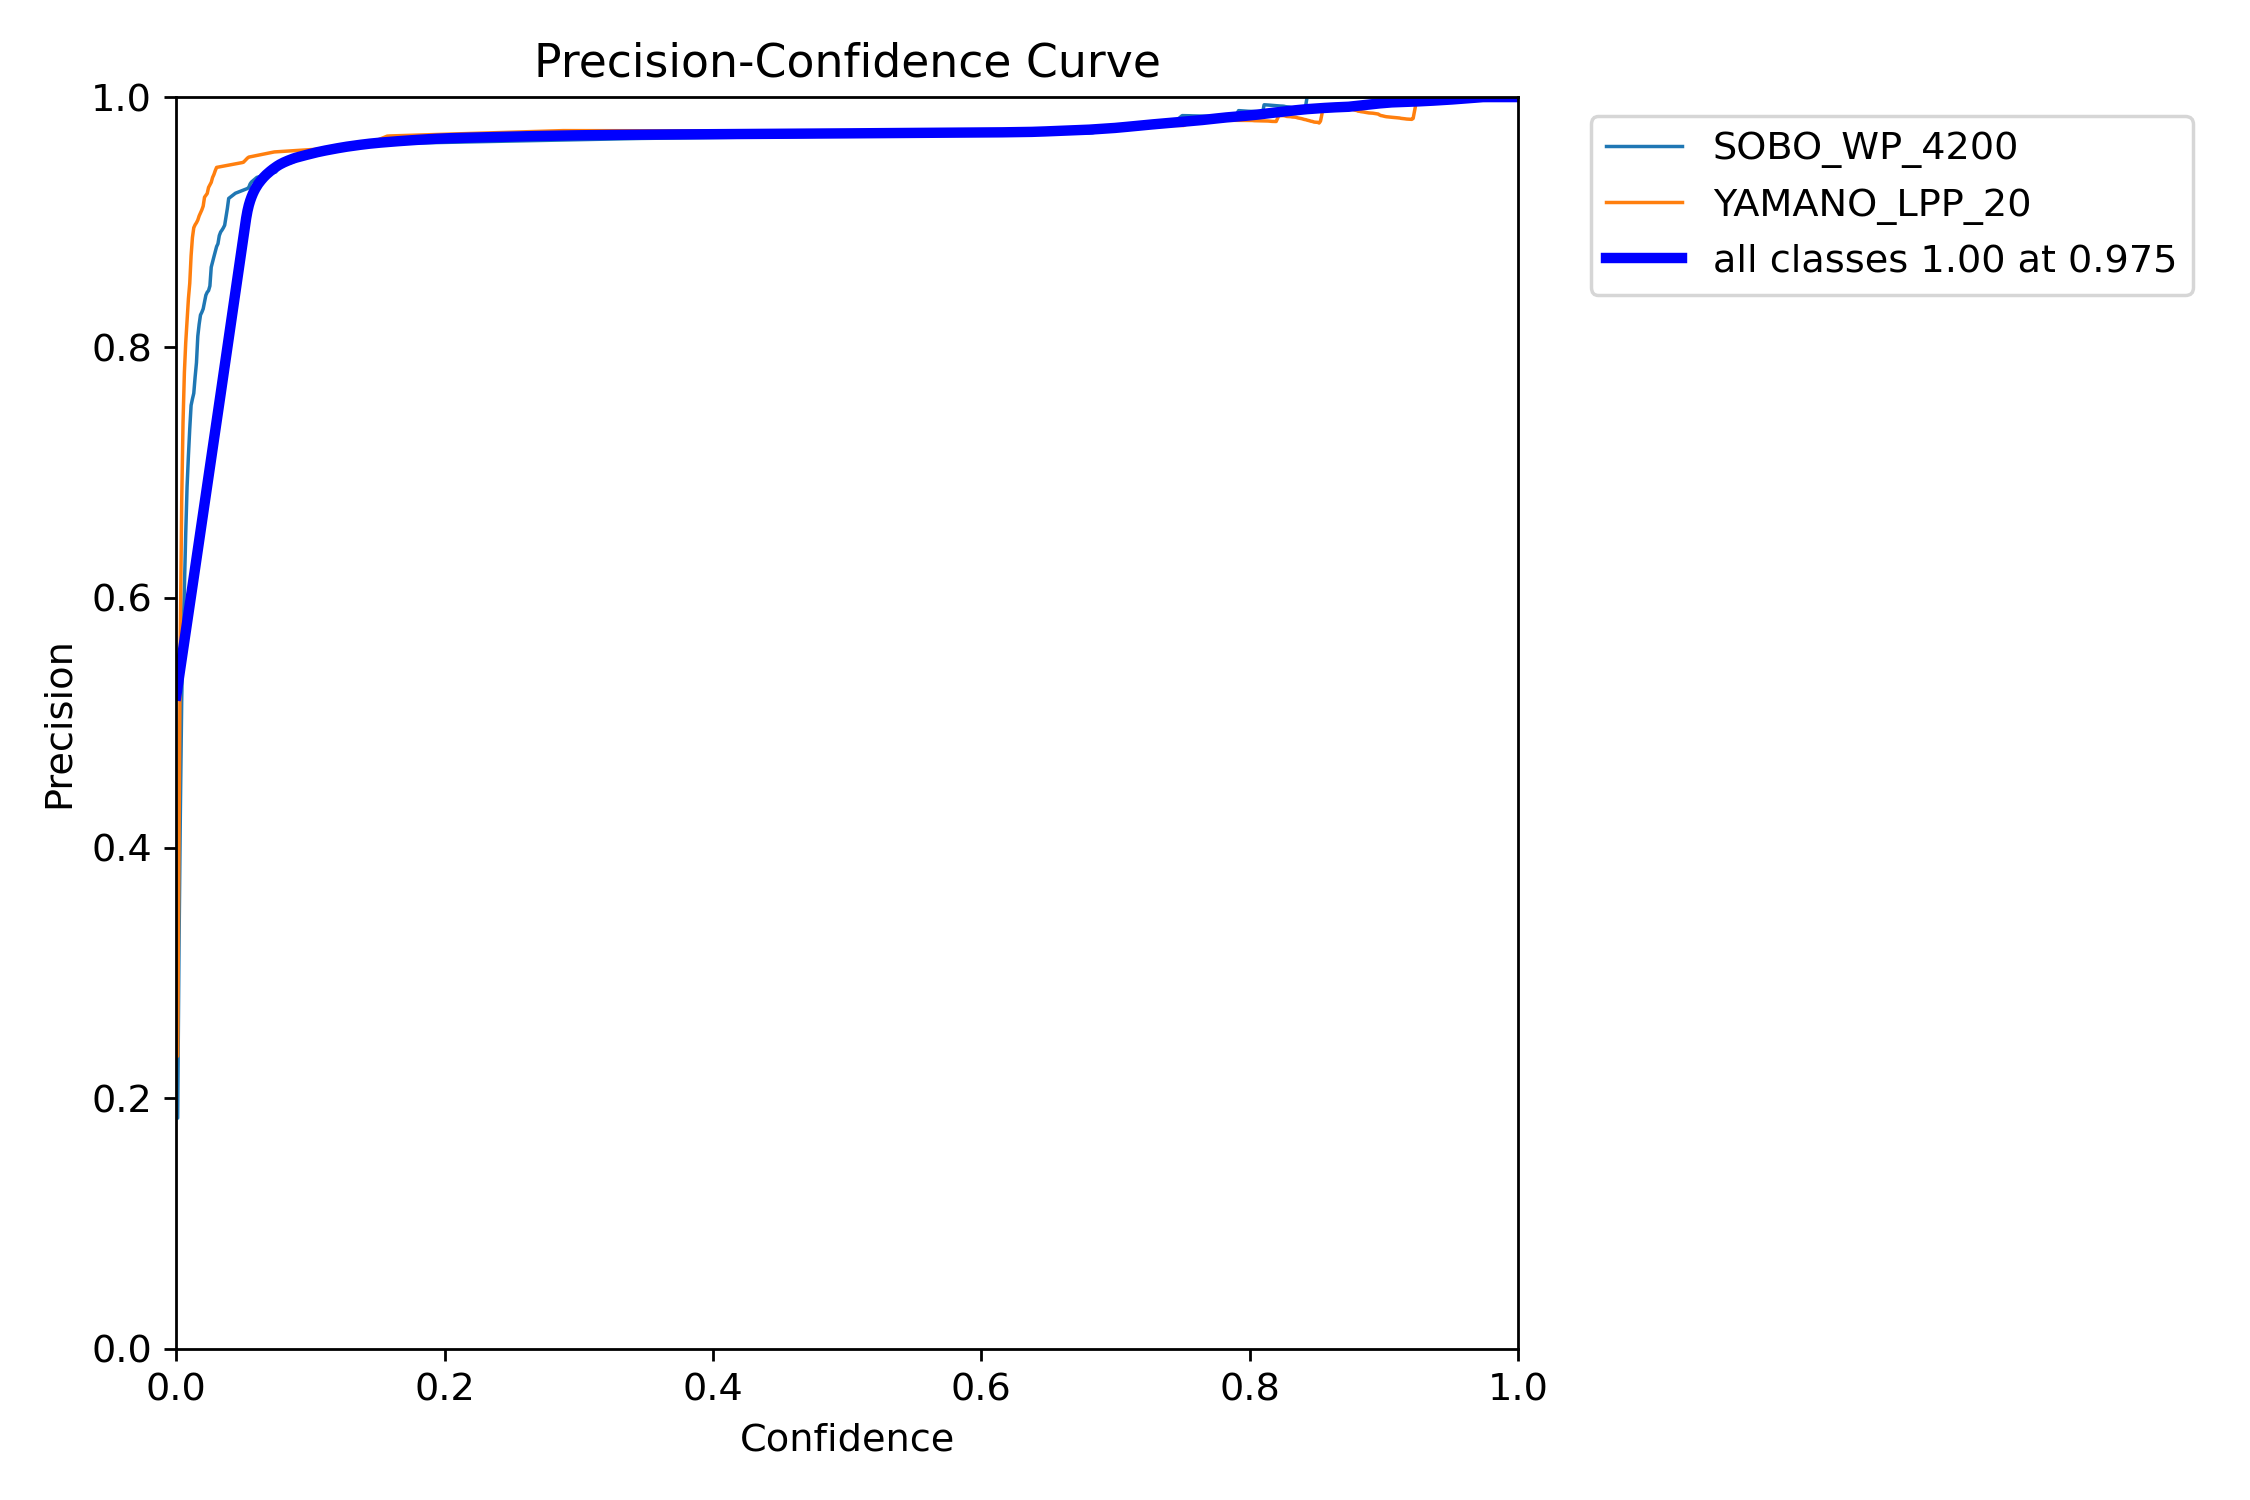 Precision-Confidence Curve
1.0
0.8
0.6
0.4
0.2
0.0
Precision
0.0 0.2 0.4 0.6 0.8 1.0
Confidence
SOBO_WP_4200
YAMANO_LPP_20
all classes 1.00 at 0.975